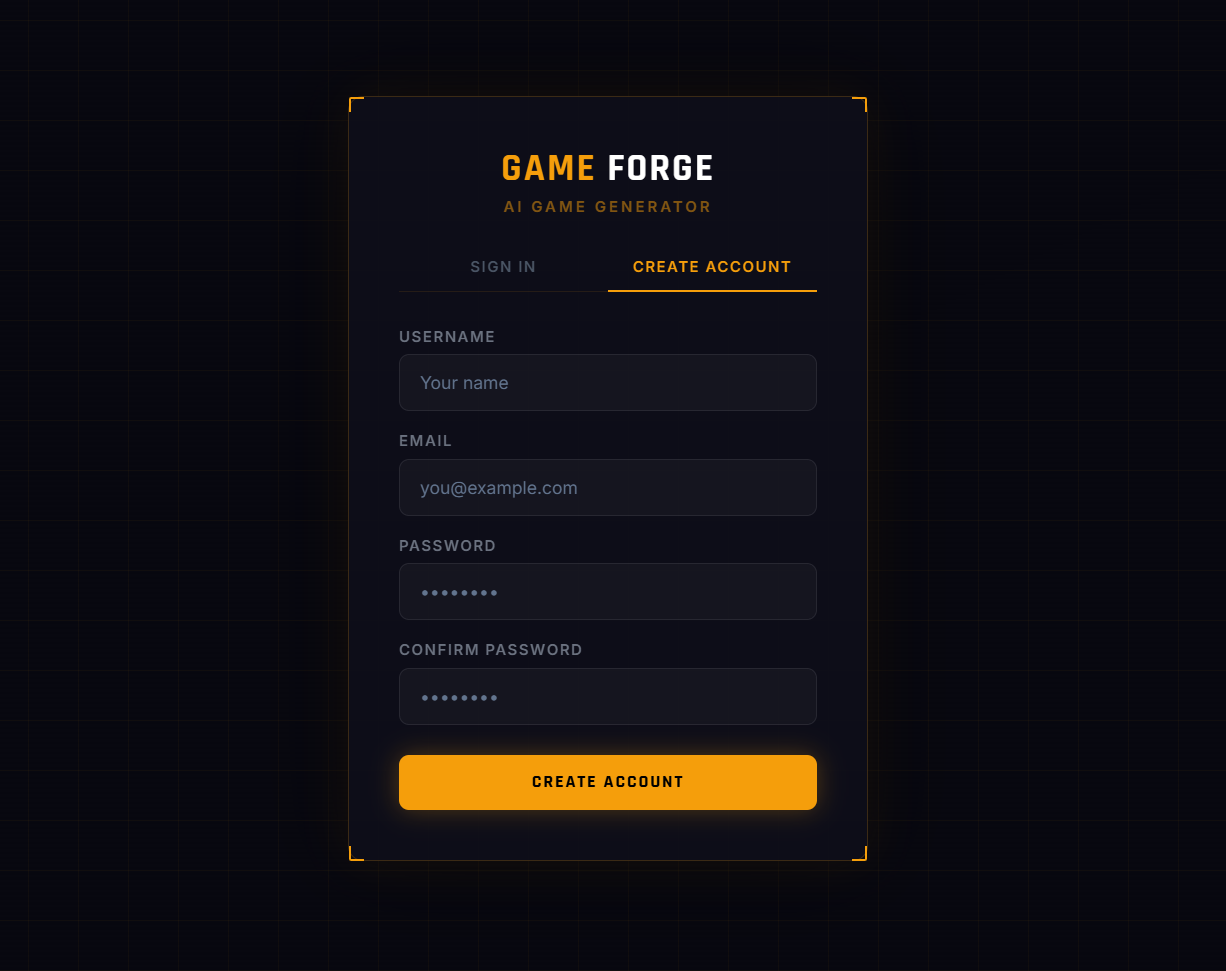 GAME FORGE
AI GAME GENERATOR
SIGN IN CREATE ACCOUNT
USERNAME
Your name
EMAIL
you@example.com
PASSWORD
••••••••
CONFIRM PASSWORD
••••••••
CREATE ACCOUNT